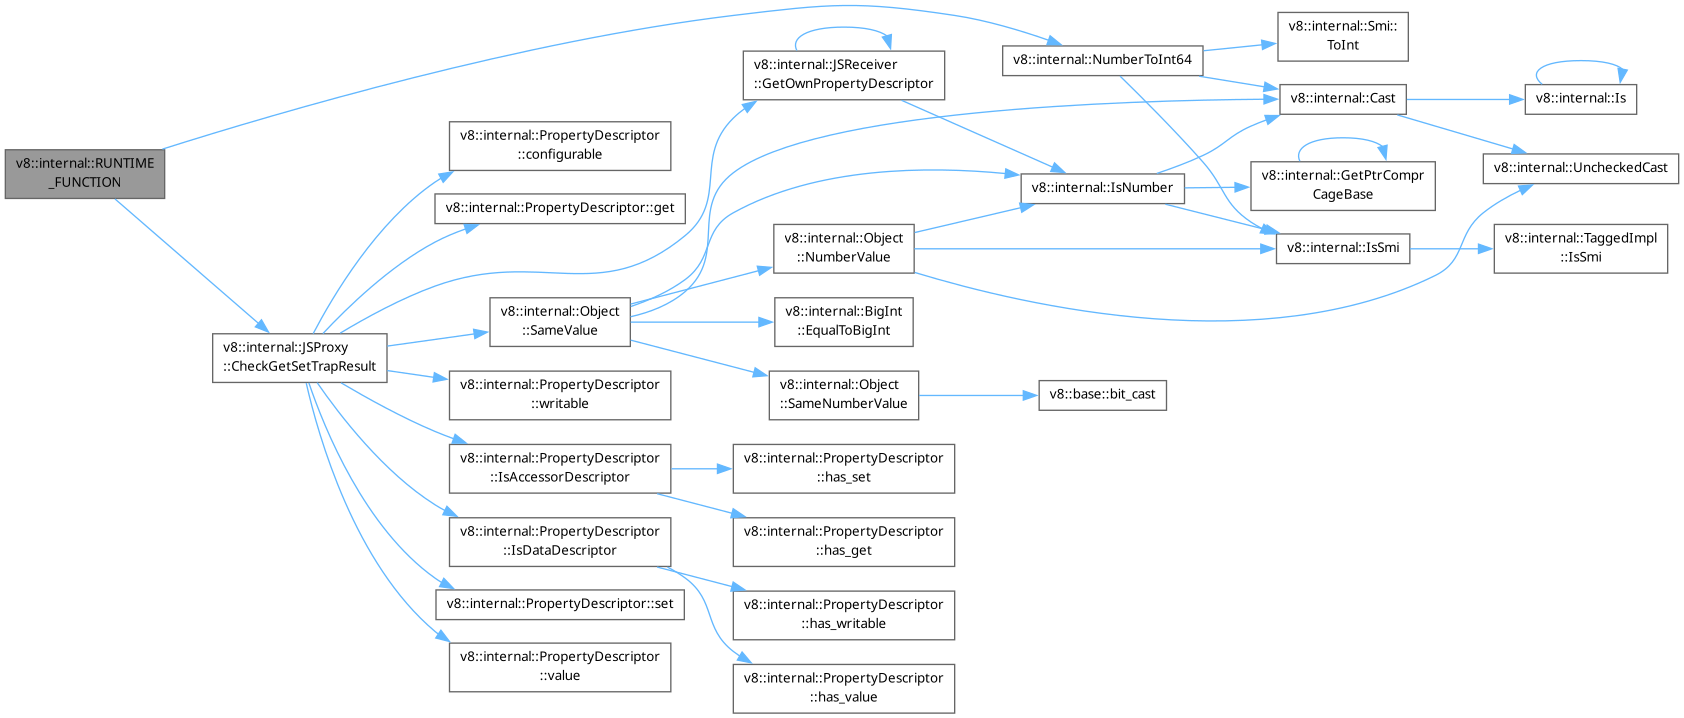 v8::internal::RUNTIME
_FUNCTION
v8::internal::JSProxy
::CheckGetSetTrapResult
v8::internal::PropertyDescriptor
::configurable
v8::internal::PropertyDescriptor::get
v8::internal::Object
::SameValue
v8::internal::PropertyDescriptor
::writable
v8::internal::PropertyDescriptor
::IsAccessorDescriptor
v8::internal::PropertyDescriptor
::IsDataDescriptor
v8::internal::PropertyDescriptor::set
v8::internal::PropertyDescriptor
::value
v8::internal::JSReceiver
::GetOwnPropertyDescriptor
v8::internal::Object
::NumberValue
v8::internal::BigInt
::EqualToBigInt
v8::internal::Object
::SameNumberValue
v8::internal::PropertyDescriptor
::has_set
v8::internal::PropertyDescriptor
::has_get
v8::internal::PropertyDescriptor
::has_writable
v8::internal::PropertyDescriptor
::has_value
v8::internal::NumberToInt64
v8::internal::IsNumber
v8::base::bit_cast
v8::internal::Smi::
ToInt
v8::internal::Cast
v8::internal::GetPtrCompr
CageBase
v8::internal::IsSmi
v8::internal::Is
v8::internal::UncheckedCast
v8::internal::TaggedImpl
::IsSmi